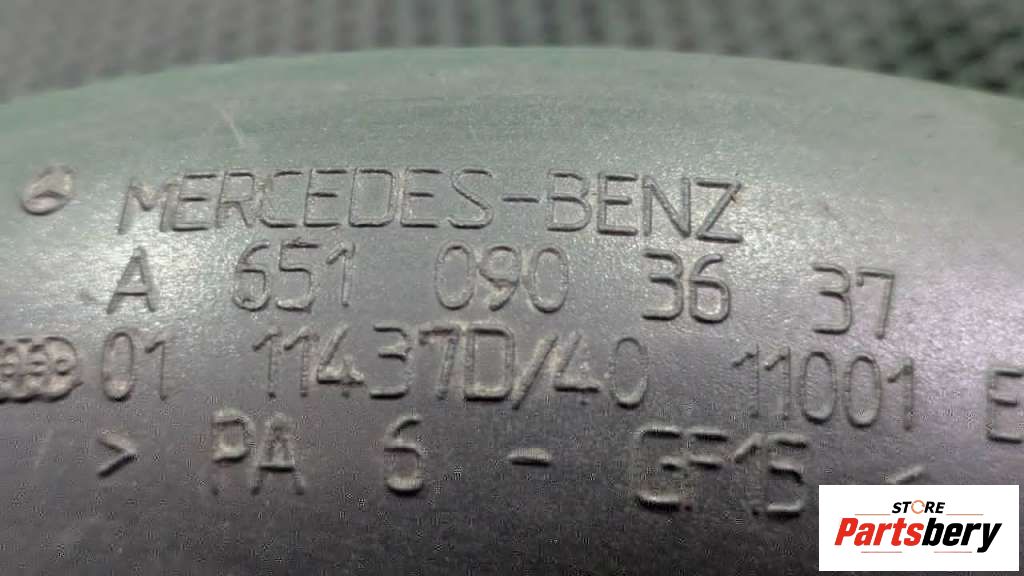 MERCEDES-BENZ
A 651 090 36 37
01 11437D/40 11001 E
> PA 6 - GF15 <
STORE
Partsbery